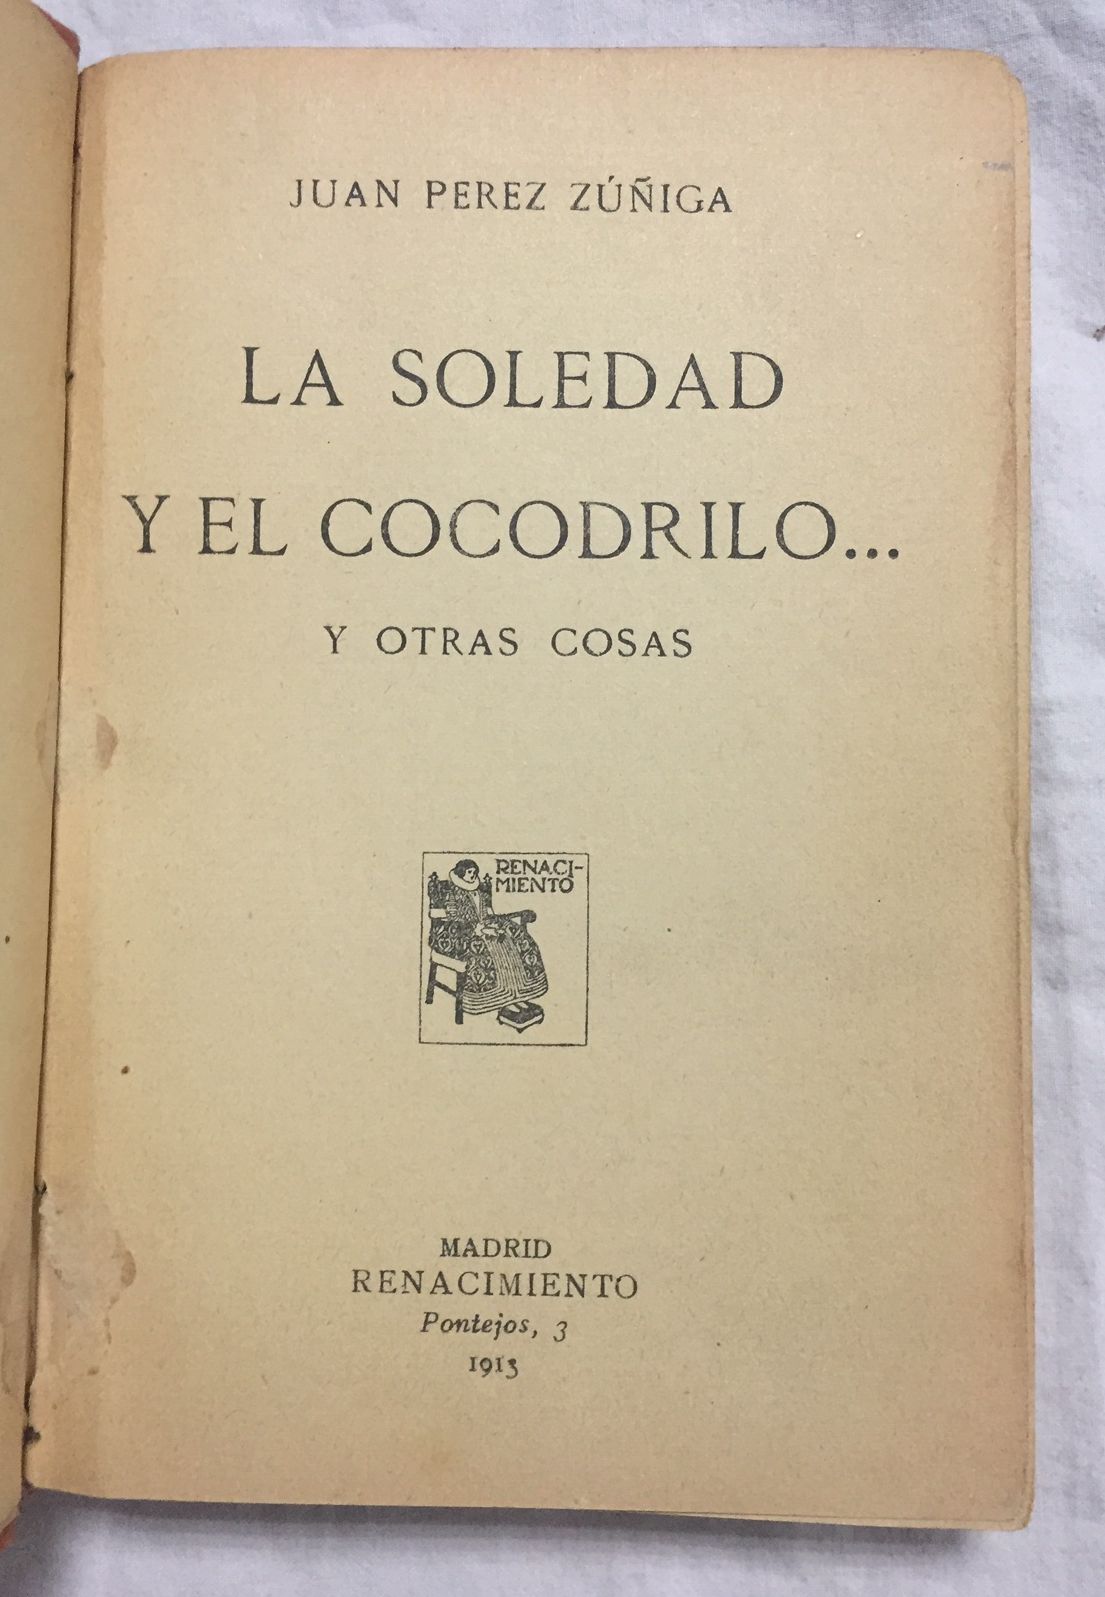 JUAN PEREZ ZÚÑIGA
LA SOLEDAD
Y EL COCODRILO...
Y OTRAS COSAS
RENACI-
MIENTO
MADRID
RENACIMIENTO
Pontejos, 3
1913